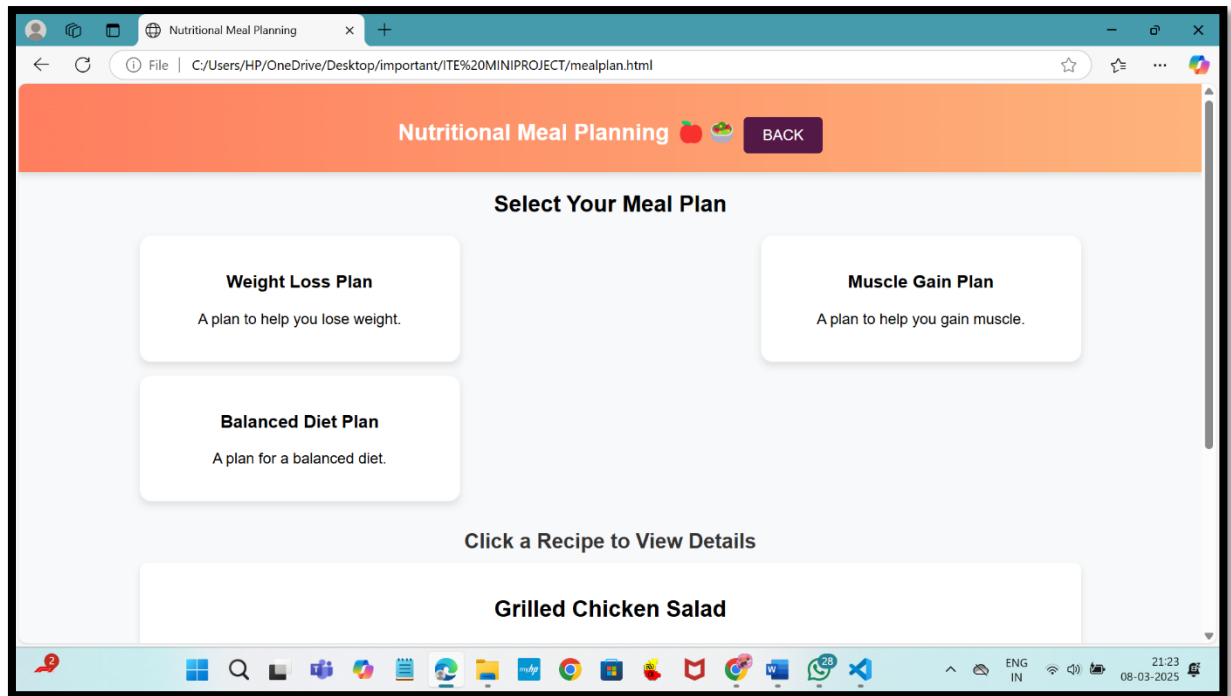 Nutritional Meal Planning
File C:/Users/HP/OneDrive/Desktop/important/ITE%20MINIPROJECT/mealplan.html
Nutritional Meal Planning 🍎 🥗 BACK
Select Your Meal Plan
Weight Loss Plan
A plan to help you lose weight.
Muscle Gain Plan
A plan to help you gain muscle.
Balanced Diet Plan
A plan for a balanced diet.
Click a Recipe to View Details
Grilled Chicken Salad
2
myhp
W
28
ENG
IN
21:23
08-03-2025